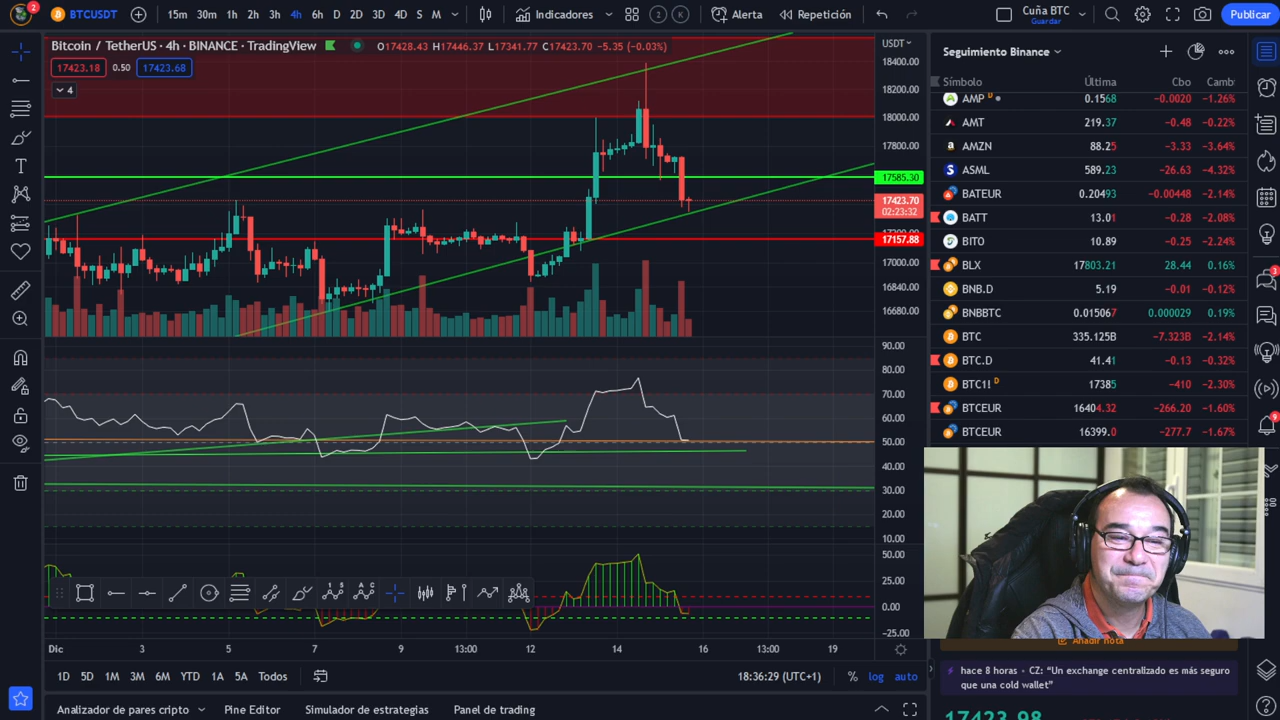 2
BTCUSDT
15m 30m 1h 2h 3h 4h 6h D 2D 3D 4D S M
Indicadores
2 K
Alerta
Repetición
Cuña BTC
Guardar
Publicar
Bitcoin / TetherUS · 4h · BINANCE · TradingView
O17428.43 H17446.37 L17341.77 C17423.70 -5.35 (-0.03%)
17423.18 0.50 17423.68
4
USDT
18400.00
18200.00
18000.00
17800.00
17585.30
17423.70
02:23:32
17157.88
17000.00
16840.00
16680.00
90.00
80.00
70.00
60.00
50.00
40.00
30.00
20.00
10.00
50.00
25.00
0.00
-25.00
Dic 3 5 7 9 13:00 12 14 16 13:00 19
1D 5D 1M 3M 6M YTD 1A 5A Todos
18:36:29 (UTC+1) % log auto
Analizador de pares cripto Pine Editor Simulador de estrategias Panel de trading
Seguimiento Binance
Símbolo Última Cbo Camb
AMP D 0.1568 -0.0020 -1.26%
AMT 219.37 -0.48 -0.22%
AMZN 88.25 -3.33 -3.64%
ASML 589.23 -26.63 -4.32%
BATEUR 0.20493 -0.00448 -2.14%
BATT 13.01 -0.28 -2.08%
BITO 10.89 -0.25 -2.24%
BLX 17803.21 28.44 0.16%
BNB.D 5.19 -0.01 -0.12%
BNBBTC 0.015067 0.000029 0.19%
BTC 335.125B -7.323B -2.14%
BTC.D 41.41 -0.13 -0.32%
BTC1! D 17385 -410 -2.30%
BTCEUR 16404.32 -266.20 -1.60%
BTCEUR 16399.0 -277.7 -1.67%
Añadir nota
hace 8 horas · CZ: “Un exchange centralizado es más seguro
que una cold wallet”
17423.98
3
9